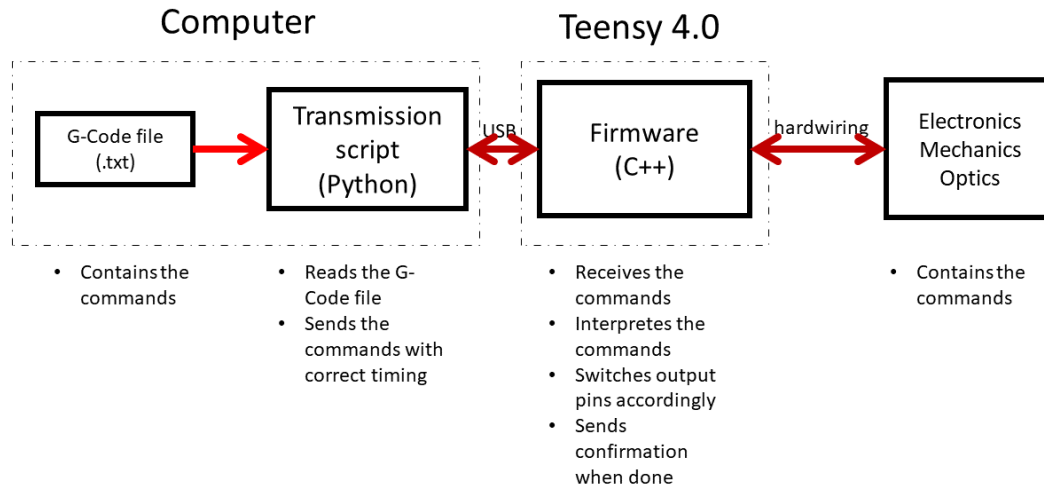 Computer
Teensy 4.0
G-Code file
(.txt)
Transmission
script
(Python)
USB
Firmware
(C++)
hardwiring
Electronics
Mechanics
Optics
• Contains the
commands
• Reads the G-
Code file
• Sends the
commands with
correct timing
• Receives the
commands
• Interpretes the
commands
• Switches output
pins accordingly
• Sends
confirmation
when done
• Contains the
commands